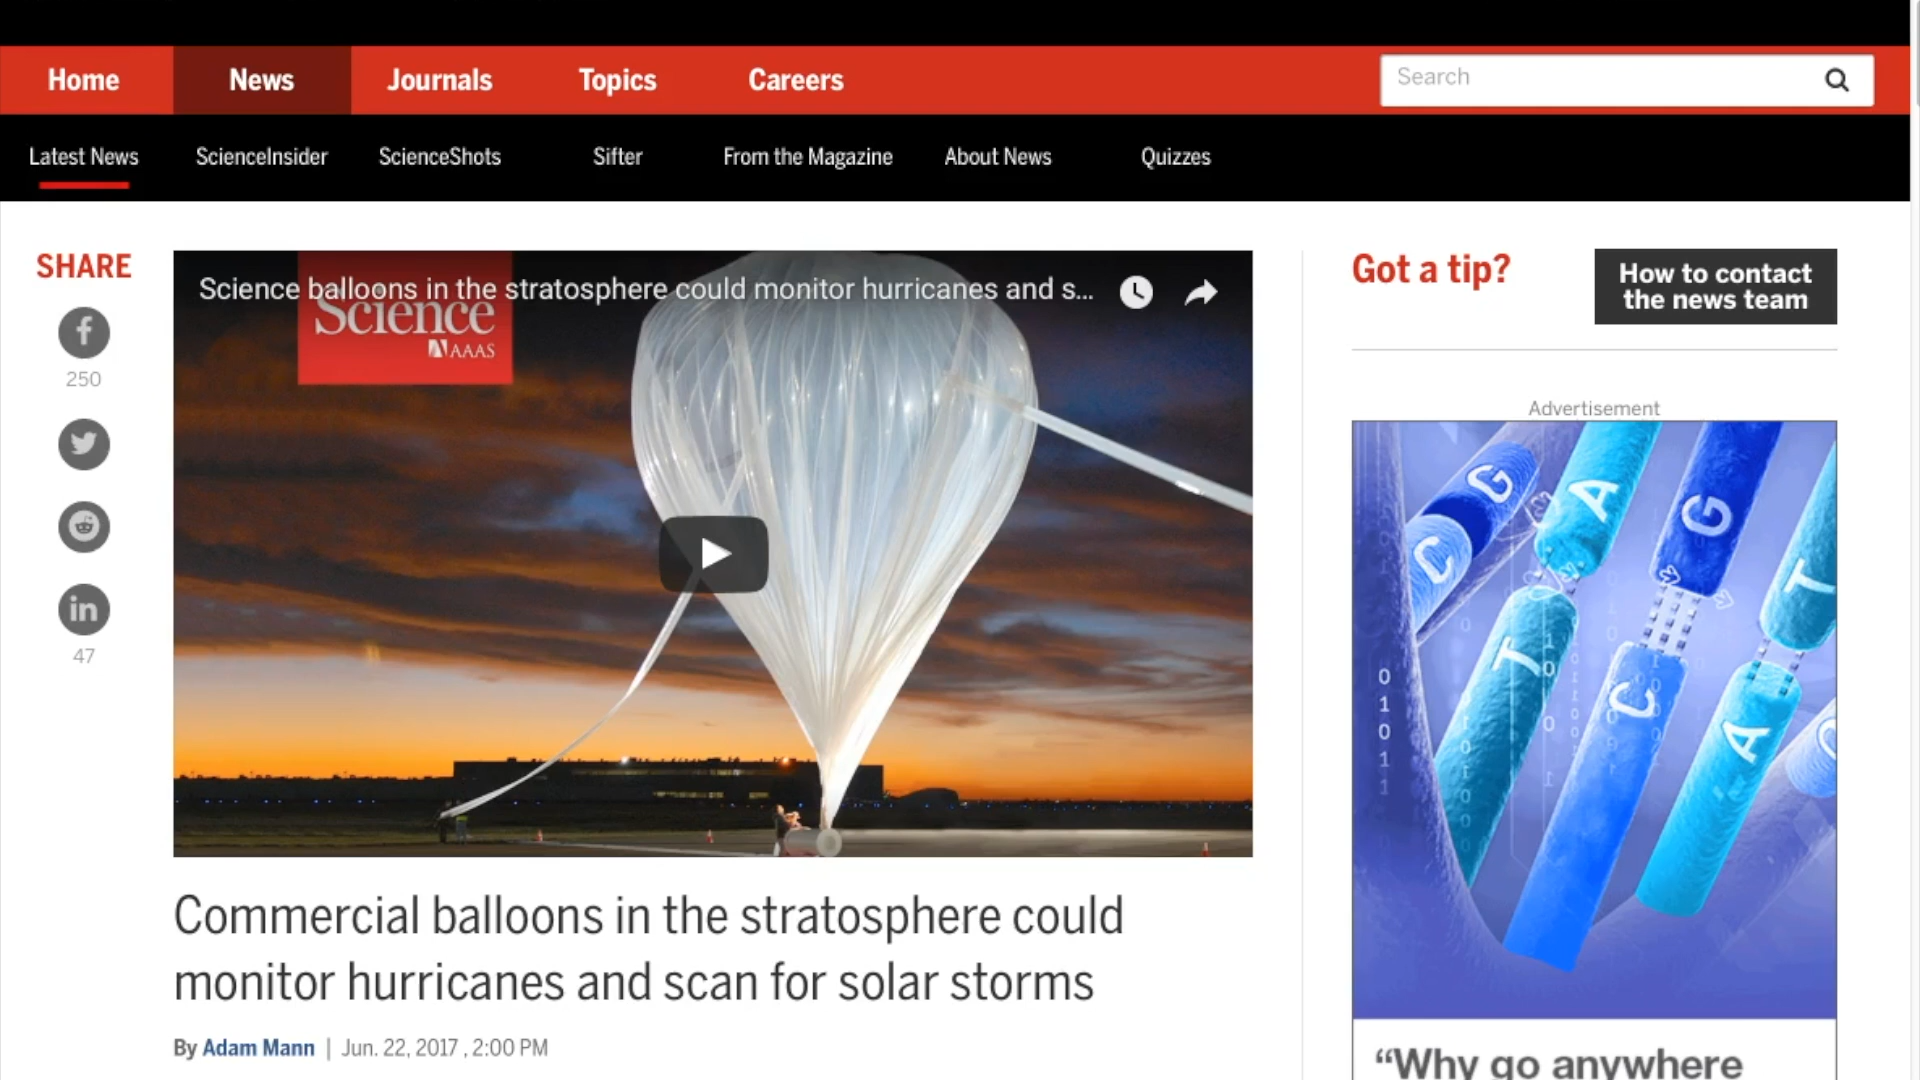 Home News Journals Topics Careers Search
Latest News ScienceInsider ScienceShots Sifter From the Magazine About News Quizzes
SHARE
250
47
Science balloons in the stratosphere could monitor hurricanes and s...
Science
AAAS
Commercial balloons in the stratosphere could
monitor hurricanes and scan for solar storms
By Adam Mann | Jun. 22, 2017 , 2:00 PM
Got a tip?
How to contact
the news team
Advertisement
G A G
C T
T C A
0
1
0
1
1
“Why go anywhere